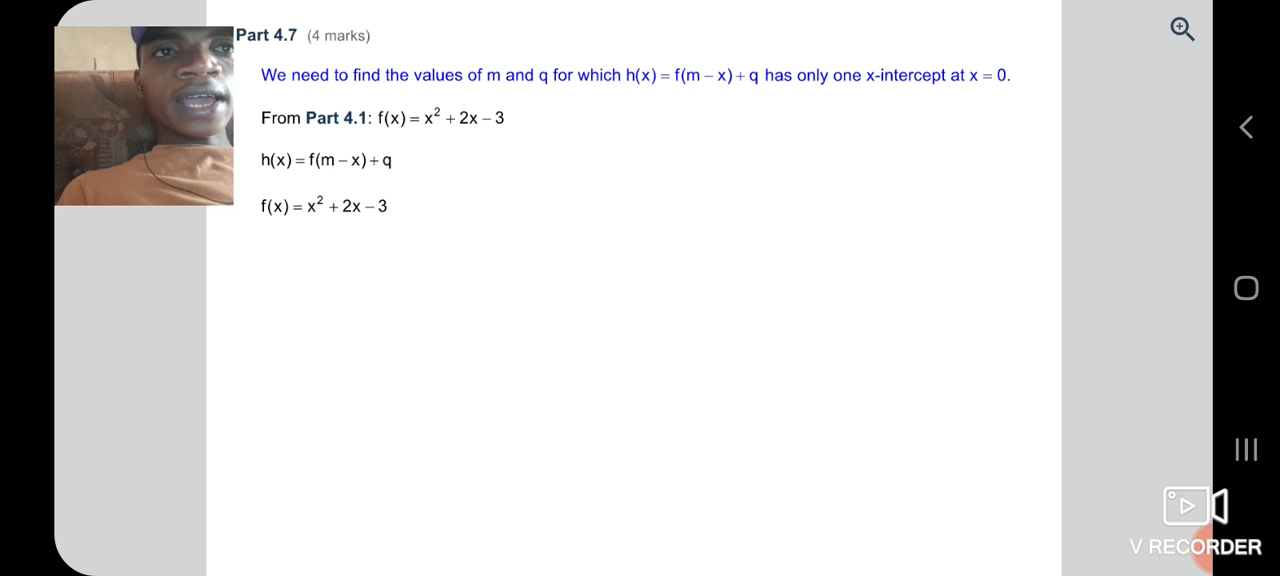 Part 4.7 (4 marks)
We need to find the values of m and q for which h(x) = f(m – x) + q has only one x-intercept at x = 0.
From Part 4.1: f(x) = x² + 2x – 3
h(x) = f(m – x) + q
f(x) = x² + 2x – 3
V RECORDER